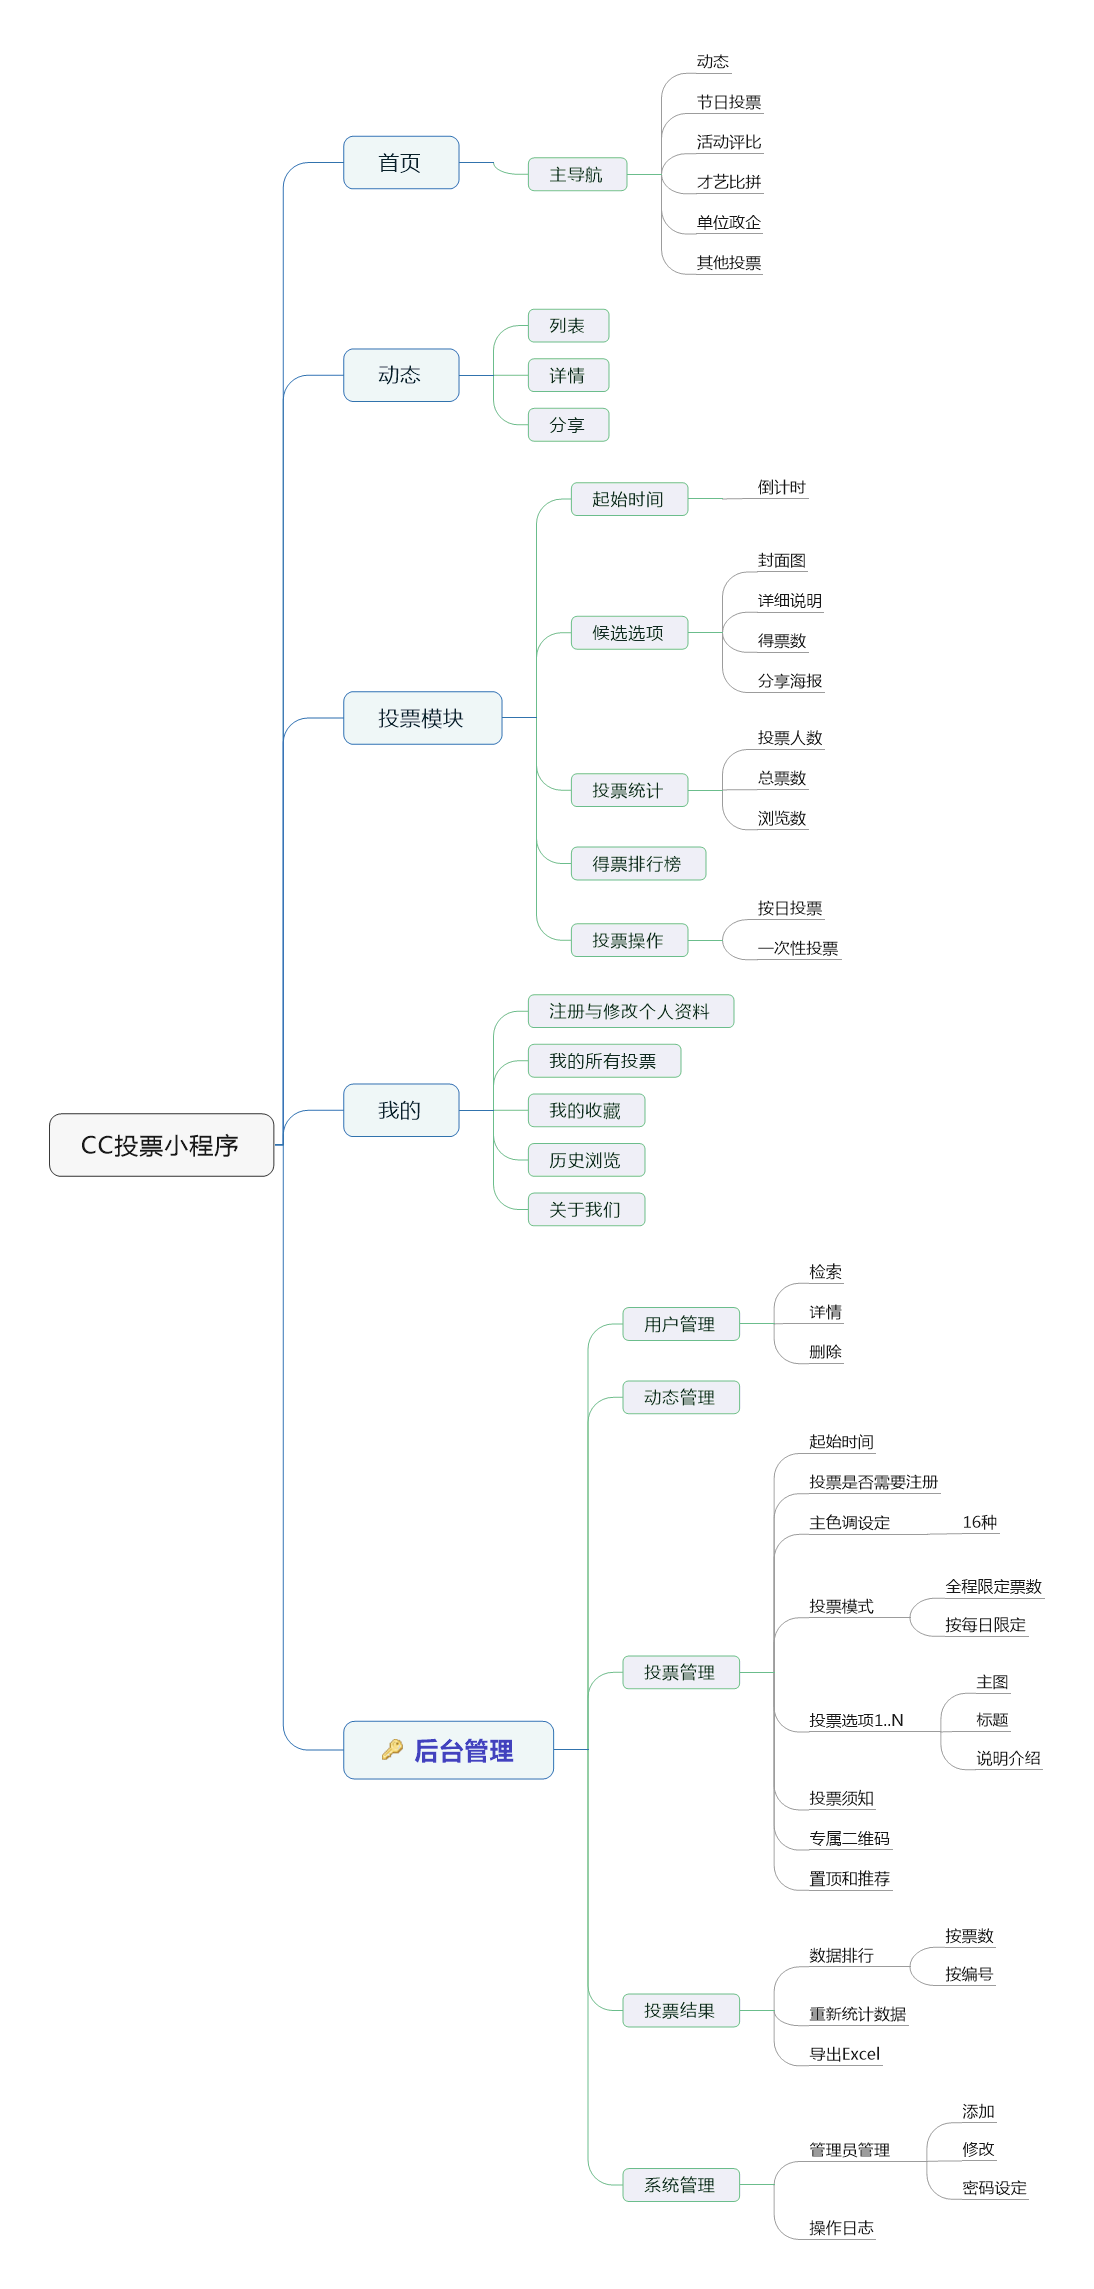 CC投票小程序
首页
主导航
动态
节日投票
活动评比
才艺比拼
单位政企
其他投票
动态
列表
详情
分享
投票模块
起始时间
倒计时
候选选项
封面图
详细说明
得票数
分享海报
投票统计
投票人数
总票数
浏览数
得票排行榜
投票操作
按日投票
一次性投票
我的
注册与修改个人资料
我的所有投票
我的收藏
历史浏览
关于我们
后台管理
用户管理
检索
详情
删除
动态管理
投票管理
起始时间
投票是否需要注册
主色调设定
16种
投票模式
全程限定票数
按每日限定
投票选项1..N
主图
标题
说明介绍
投票须知
专属二维码
置顶和推荐
投票结果
数据排行
按票数
按编号
重新统计数据
导出Excel
系统管理
管理员管理
添加
修改
密码设定
操作日志